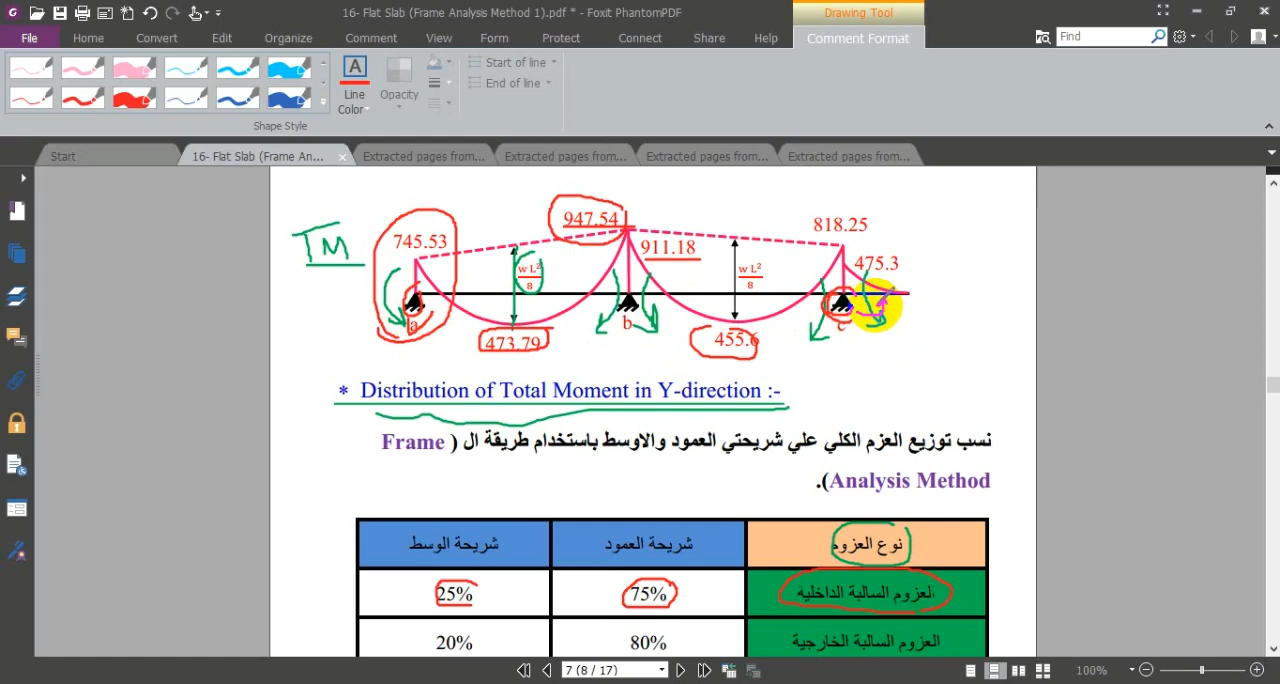 16- Flat Slab (Frame Analysis Method 1).pdf * - Foxit PhantomPDF
Drawing Tool
File Home Convert Edit Organize Comment View Form Protect Connect Share Help Comment Format
Find
A
Line Color
Opacity
Start of line
End of line
Shape Style
Start
16- Flat Slab (Frame An...
Extracted pages from...
Extracted pages from...
Extracted pages from...
Extracted pages from...
TM
745.53
947.54
911.18
818.25
475.3
w L²
8
w L²
8
a
b
c
473.79
455.6
* Distribution of Total Moment in Y-direction :-
نسب توزيع العزم الكلي علي شريحتي العمود والاوسط باستخدام طريقة ال ( Frame
Analysis Method).
نوع العزوم شريحة العمود شريحة الوسط
العزوم السالبة الداخلية 75% 25%
العزوم السالبة الخارجية 80% 20%
7 (8 / 17)
100%